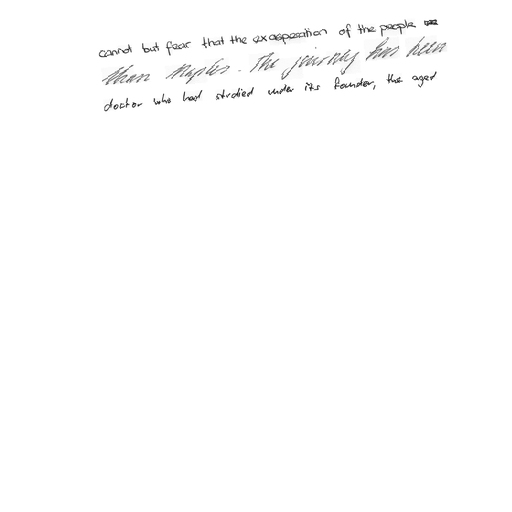 cannot but fear that the exasperation of the people
than Naples. The journey has been
doctor who had studied under its founder, the aged